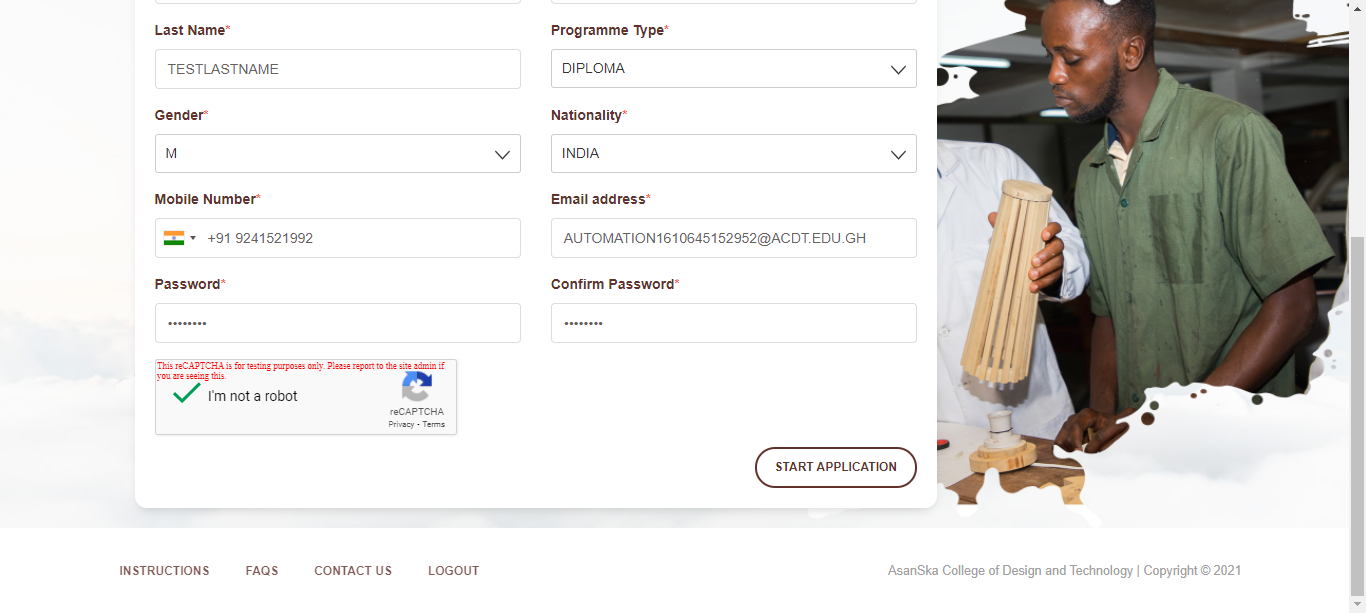 Last Name*
Programme Type*
TESTLASTNAME
DIPLOMA
Gender*
Nationality*
M
INDIA
Mobile Number*
Email address*
+91 9241521992
AUTOMATION1610645152952@ACDT.EDU.GH
Password*
Confirm Password*
••••••••
••••••••
This reCAPTCHA is for testing purposes only. Please report to the site admin if
you are seeing this.
I'm not a robot
reCAPTCHA
Privacy - Terms
START APPLICATION
INSTRUCTIONS
FAQS
CONTACT US
LOGOUT
AsanSka College of Design and Technology | Copyright © 2021